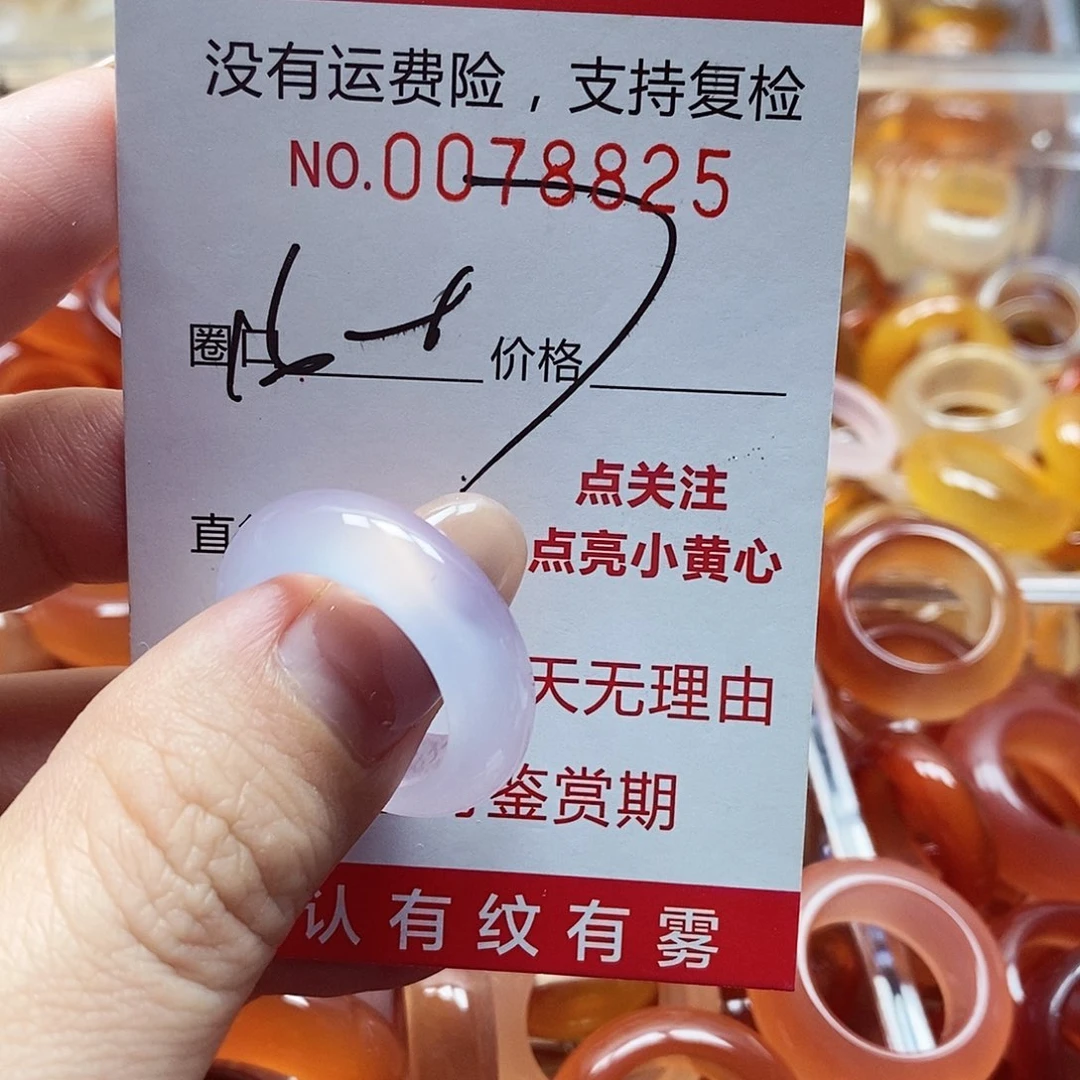 没有运费险，支持复检
NO.0078825
圈口 价格
点关注
直
点亮小黄心
天无理由
鉴赏期
认有纹有雾